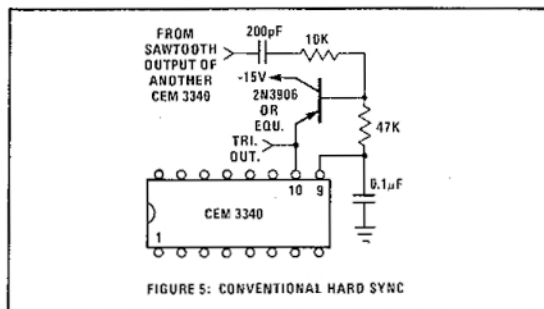 FROM
SAWTOOTH
OUTPUT OF
ANOTHER
CEM 3340
200pF
10K
-15V
2N3906
OR
EQU.
47K
TRI.
OUT.
10 9
0.1µF
CEM 3340
1
FIGURE 5: CONVENTIONAL HARD SYNC